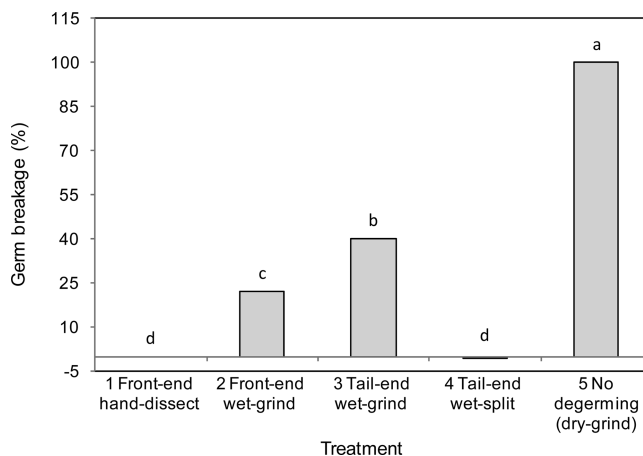 115
100
85
70
55
40
25
10
-5
Germ breakage (%)
d
c
b
d
a
1 Front-end
hand-dissect
2 Front-end
wet-grind
3 Tail-end
wet-grind
4 Tail-end
wet-split
5 No
degerming
(dry-grind)
Treatment